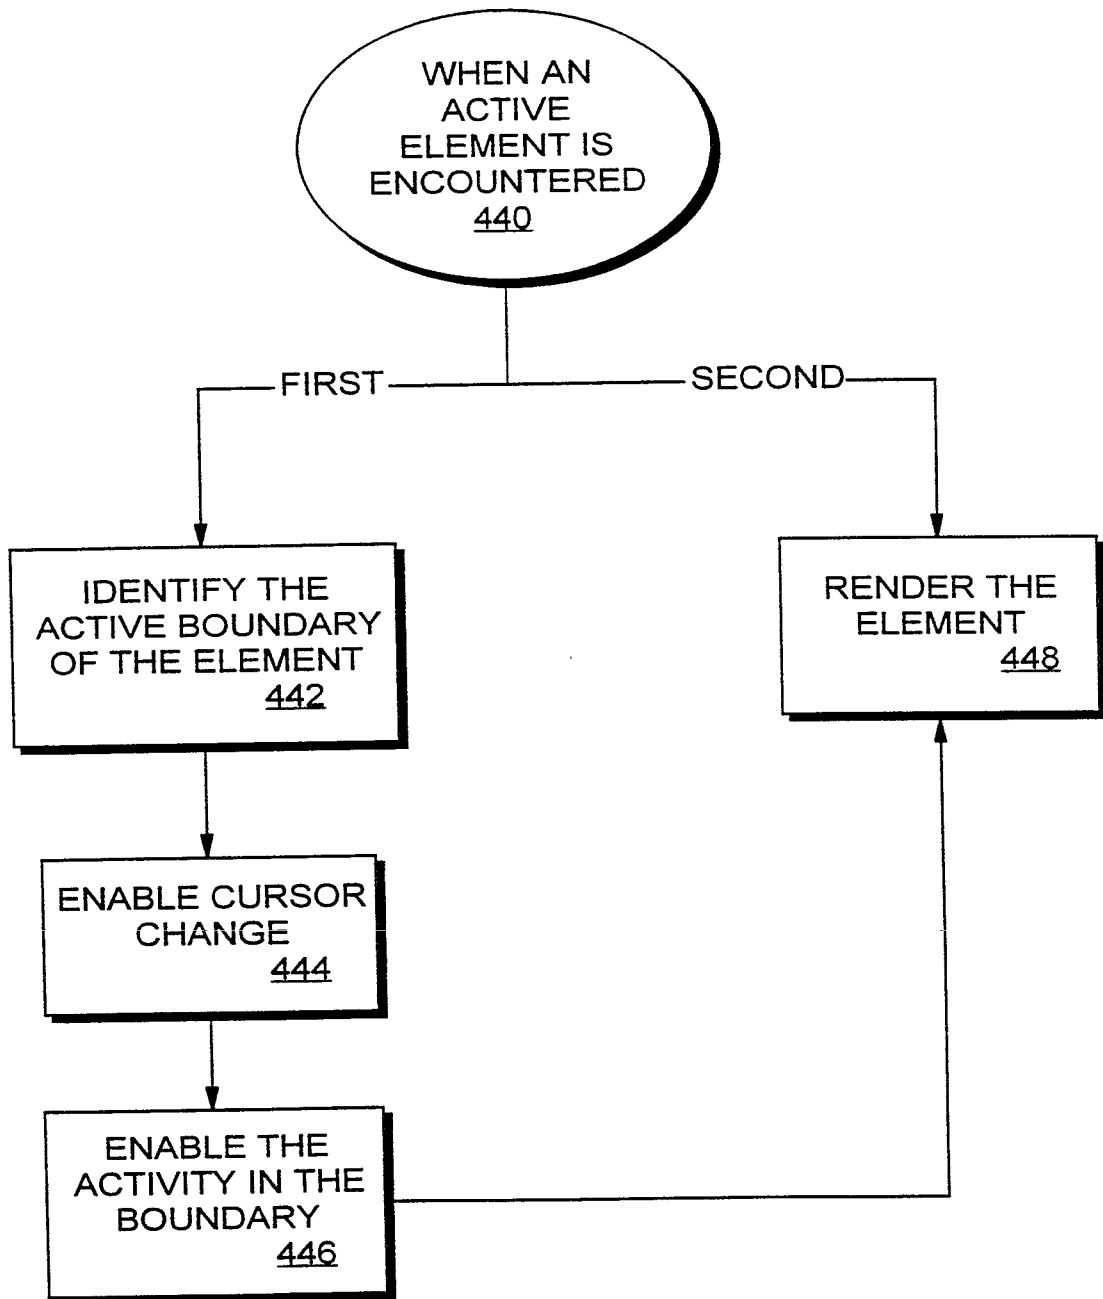 WHEN AN
ACTIVE
ELEMENT IS
ENCOUNTERED
440
FIRST
SECOND
IDENTIFY THE
ACTIVE BOUNDARY
OF THE ELEMENT
442
RENDER THE
ELEMENT
448
ENABLE CURSOR
CHANGE
444
ENABLE THE
ACTIVITY IN THE
BOUNDARY
446